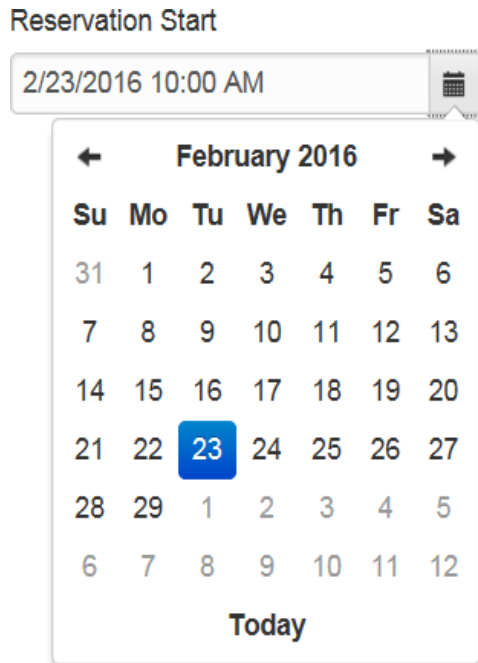 Reservation Start
2/23/2016 10:00 AM
February 2016
Su Mo Tu We Th Fr Sa
31 1 2 3 4 5 6
7 8 9 10 11 12 13
14 15 16 17 18 19 20
21 22 23 24 25 26 27
28 29 1 2 3 4 5
6 7 8 9 10 11 12
Today